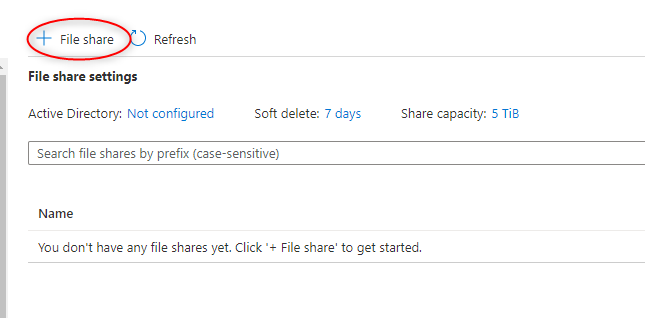 + File share Refresh
File share settings
Active Directory: Not configured Soft delete: 7 days Share capacity: 5 TiB
Search file shares by prefix (case-sensitive)
Name
You don't have any file shares yet. Click '+ File share' to get started.